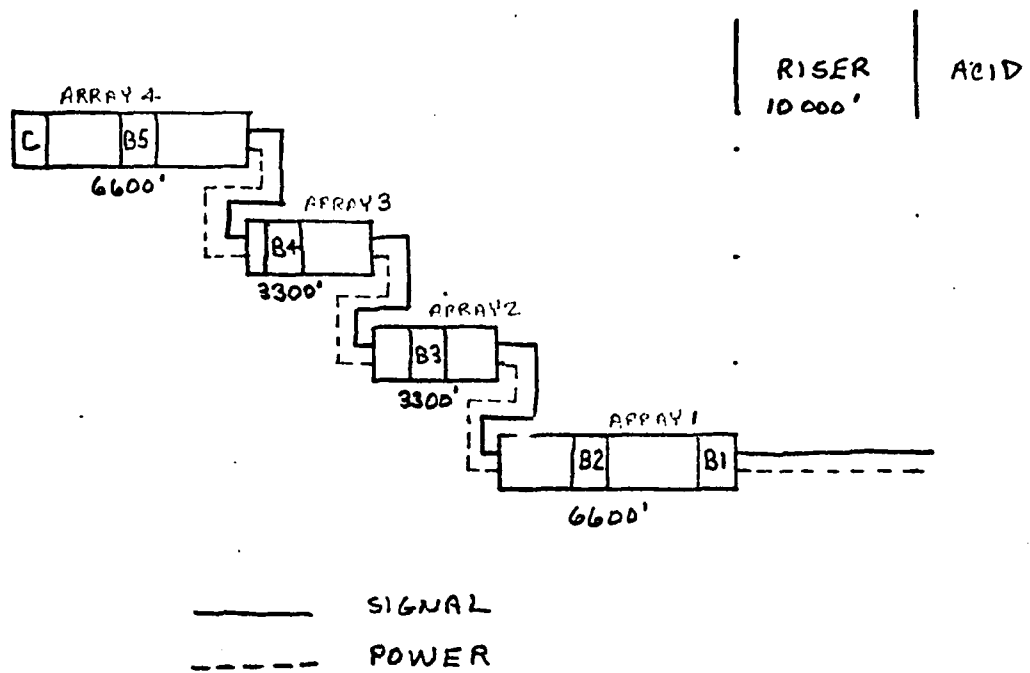 RISER
ACID
10 000'
ARRAY 4
C
B5
6600'
ARRAY 3
B4
3300'
ARRAY 2
B3
3300'
ARRAY 1
B2
B1
6600'
SIGNAL
POWER